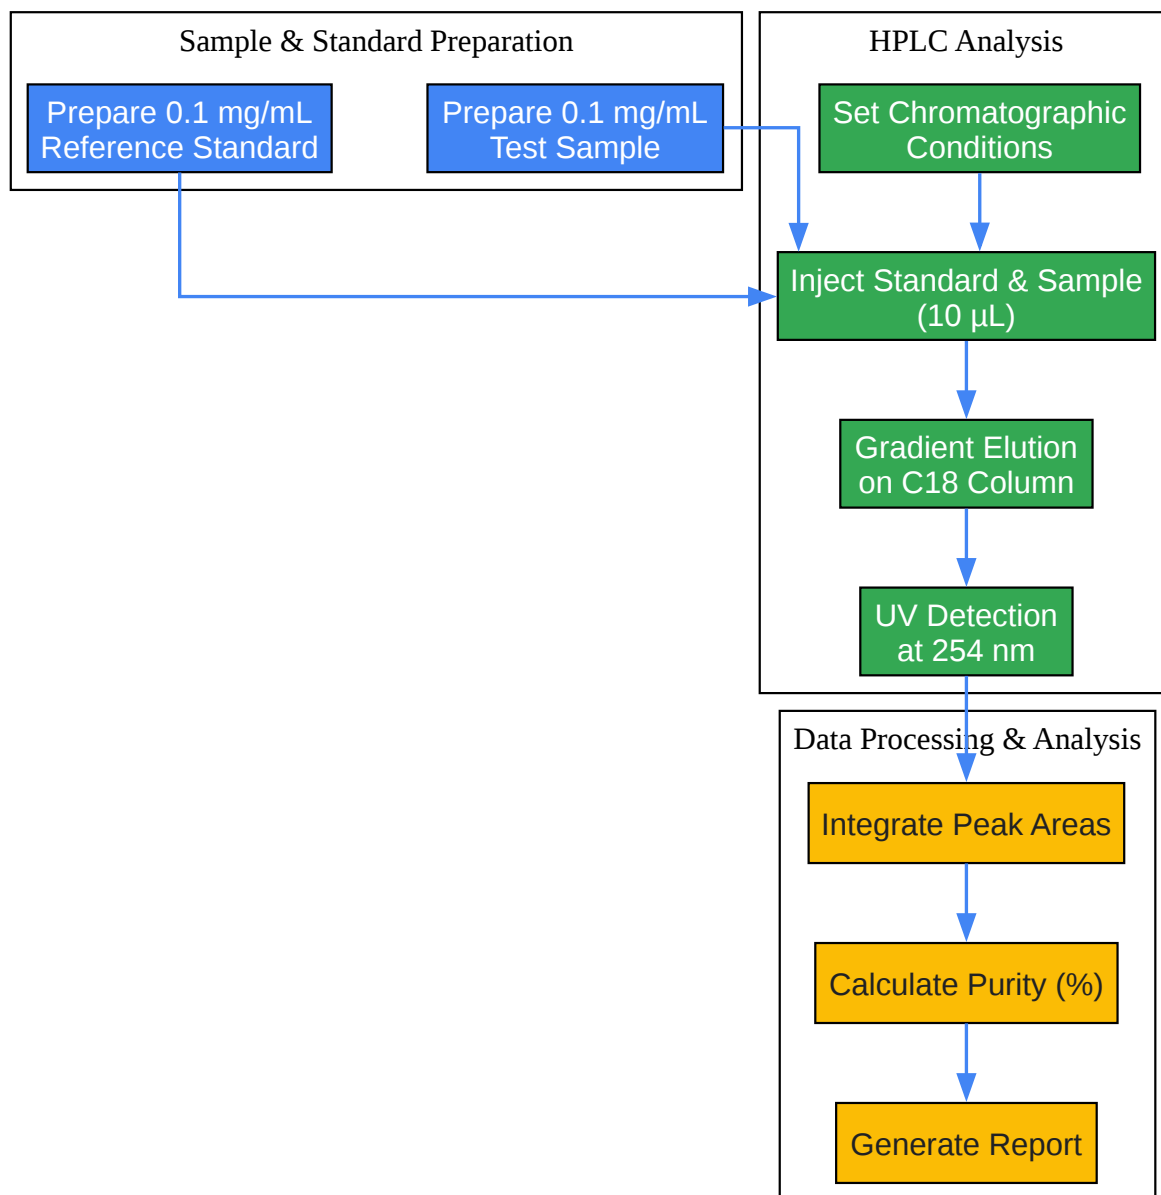 Sample & Standard Preparation
Prepare 0.1 mg/mL
Reference Standard
Prepare 0.1 mg/mL
Test Sample
HPLC Analysis
Set Chromatographic
Conditions
Inject Standard & Sample
(10 µL)
Gradient Elution
on C18 Column
UV Detection
at 254 nm
Data Processing & Analysis
Integrate Peak Areas
Calculate Purity (%)
Generate Report